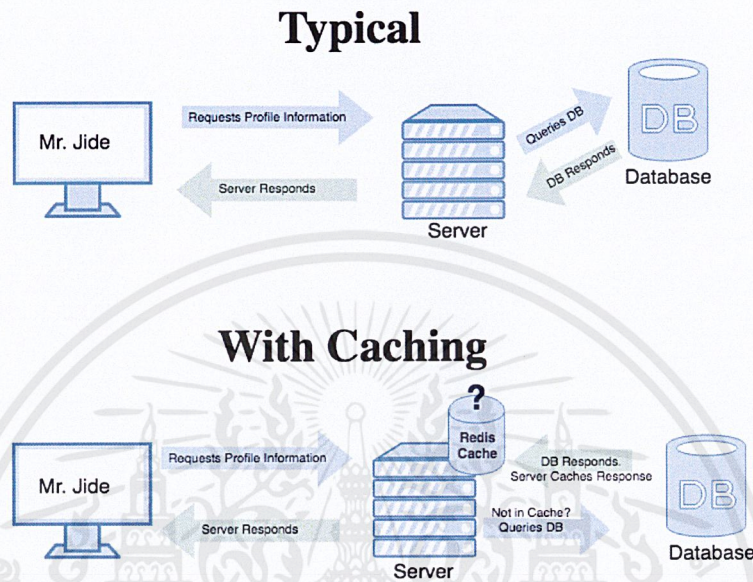 Typical
Mr. Jide
Requests Profile Information
Server Responds
Queries DB
DB Responds
DB
Server
Database
With Caching
?
Redis
Cache
Mr. Jide
Requests Profile Information
Server Responds
DB Responds.
Server Caches Response
Not in Cache?
Queries DB
DB
Server
Database